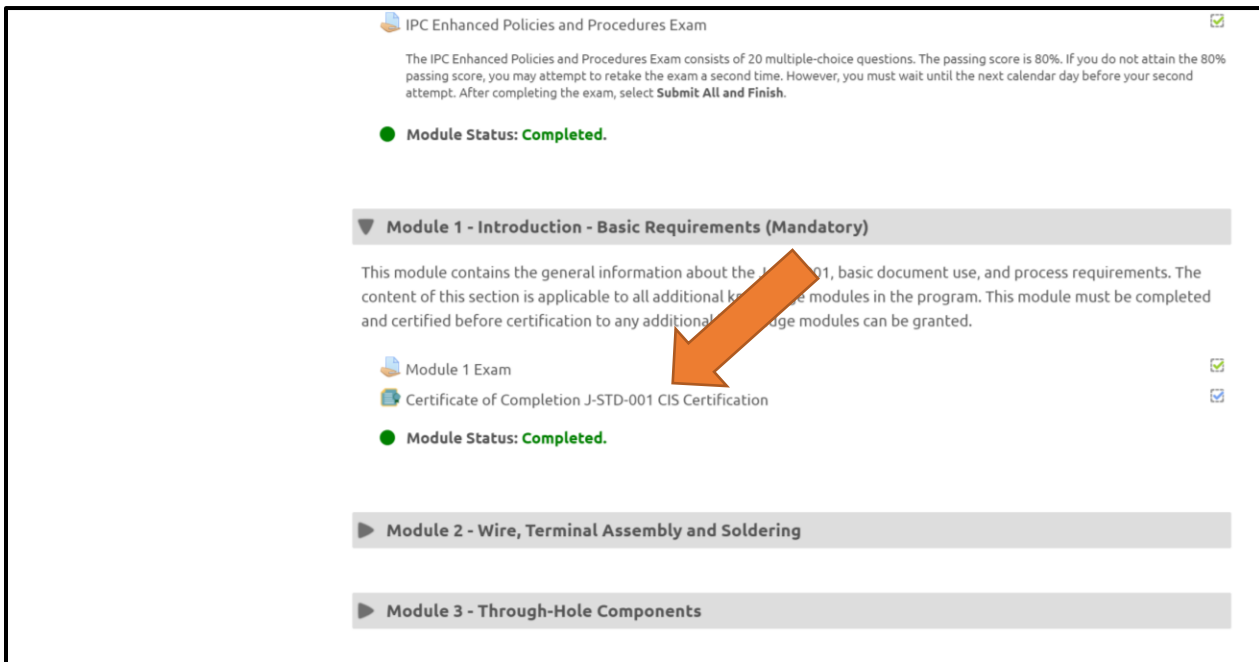 IPC Enhanced Policies and Procedures Exam
The IPC Enhanced Policies and Procedures Exam consists of 20 multiple-choice questions. The passing score is 80%. If you do not attain the 80%
passing score, you may attempt to retake the exam a second time. However, you must wait until the next calendar day before your second
attempt. After completing the exam, select Submit All and Finish.
Module Status: Completed.
Module 1 - Introduction - Basic Requirements (Mandatory)
This module contains the general information about the 01, basic document use, and process requirements. The
content of this section is applicable to all additional modules in the program. This module must be completed
and certified before certification to any additional modules can be granted.
Module 1 Exam
Certificate of Completion J-STD-001 CIS Certification
Module Status: Completed.
Module 2 - Wire, Terminal Assembly and Soldering
Module 3 - Through-Hole Components